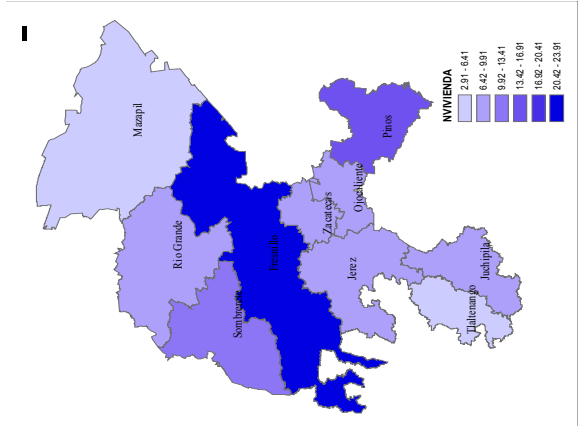 Mazapil
Rio Grande
Sombrerete
Zacatecas
Ojocaliente
Pinos
Jerez
Juchipila
Tlaltenango
NVIVIENDA
2.91 - 6.41
6.42 - 9.91
9.92 - 13.41
13.42 - 16.91
16.92 - 20.41
20.42 - 23.91